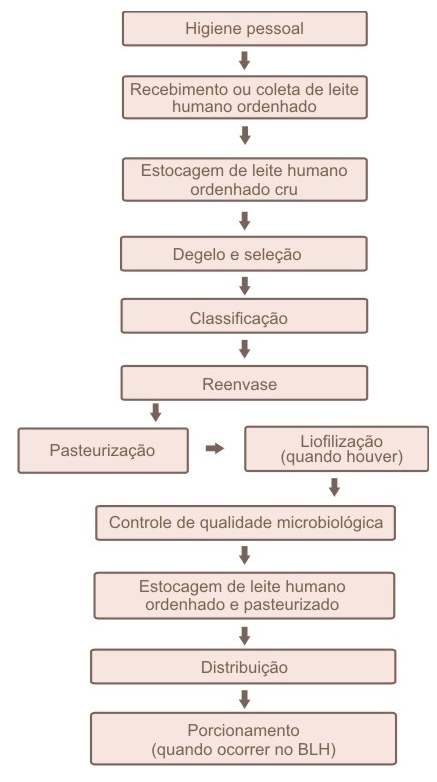 Higiene pessoal
Recebimento ou coleta de leite
humano ordenhado
Estocagem de leite humano
ordenhado cru
Degelo e seleção
Classificação
Reenvase
Pasteurização
Liofilização
(quando houver)
Controle de qualidade microbiológica
Estocagem de leite humano
ordenhado e pasteurizado
Distribuição
Porcionamento
(quando ocorrer no BLH)